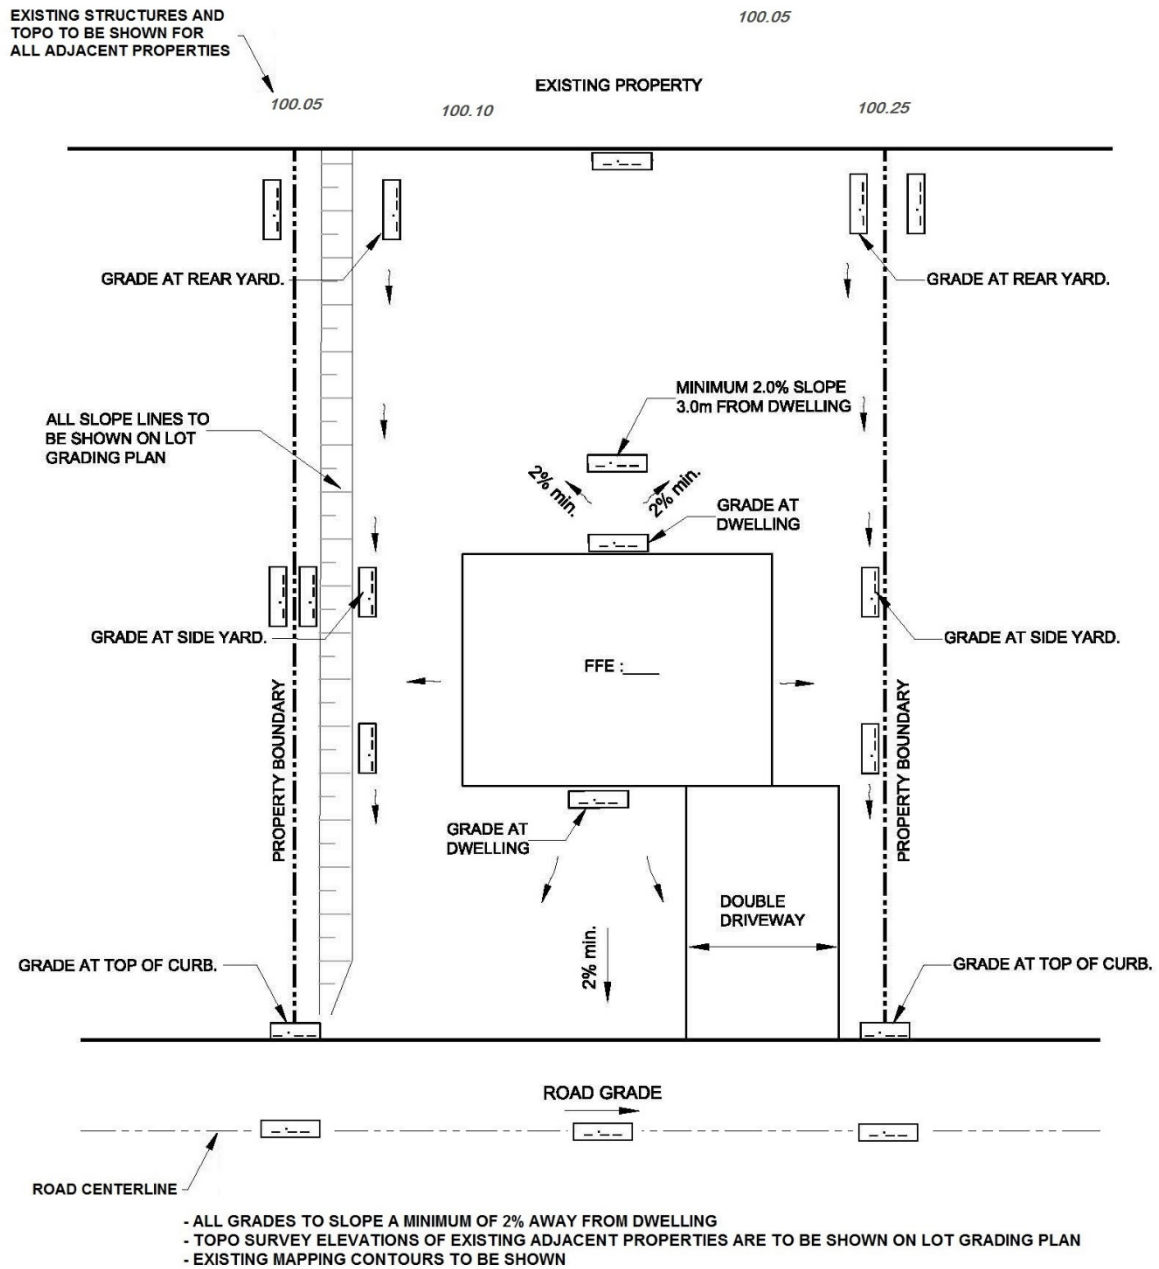 EXISTING STRUCTURES AND
TOPO TO BE SHOWN FOR
ALL ADJACENT PROPERTIES
100.05
EXISTING PROPERTY
100.05
100.10
100.25
GRADE AT REAR YARD.
GRADE AT REAR YARD.
MINIMUM 2.0% SLOPE
3.0m FROM DWELLING
ALL SLOPE LINES TO
BE SHOWN ON LOT
GRADING PLAN
2% min.
2% min.
GRADE AT
DWELLING
GRADE AT SIDE YARD.
GRADE AT SIDE YARD.
FFE :____
PROPERTY BOUNDARY
PROPERTY BOUNDARY
GRADE AT
DWELLING
DOUBLE
DRIVEWAY
2% min.
GRADE AT TOP OF CURB.
GRADE AT TOP OF CURB.
ROAD GRADE
ROAD CENTERLINE
- ALL GRADES TO SLOPE A MINIMUM OF 2% AWAY FROM DWELLING
- TOPO SURVEY ELEVATIONS OF EXISTING ADJACENT PROPERTIES ARE TO BE SHOWN ON LOT GRADING PLAN
- EXISTING MAPPING CONTOURS TO BE SHOWN